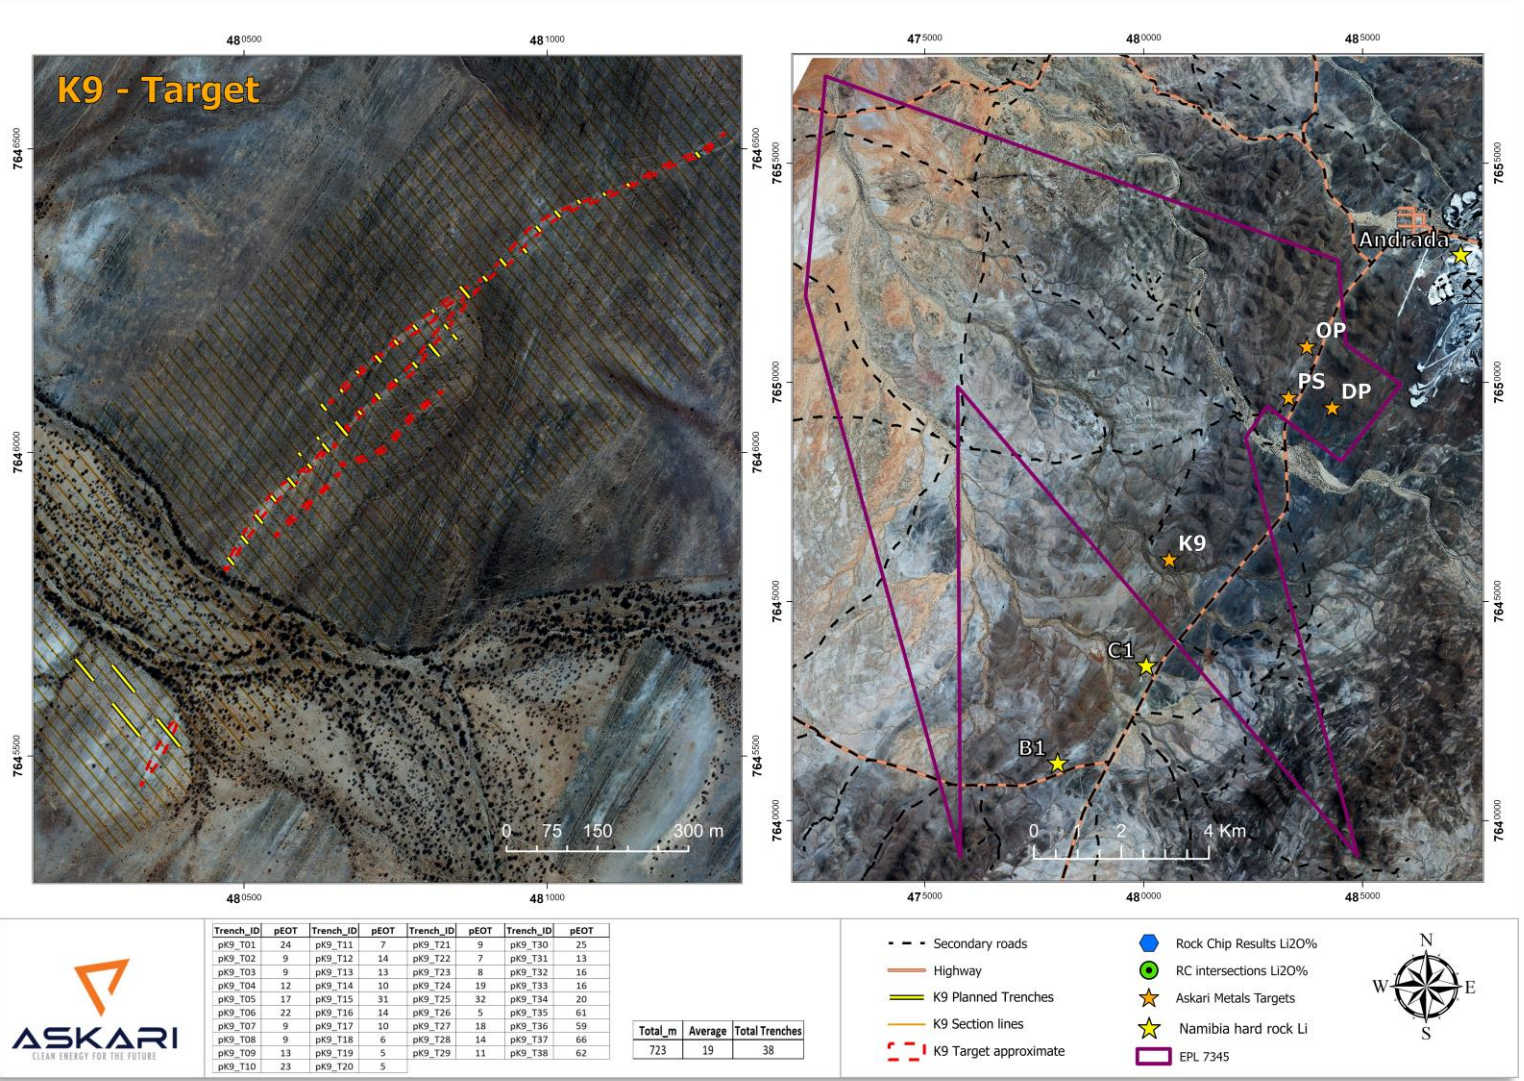 480500
481000
475000
480000
485000
K9 - Target
7646500
7646500
7655000
7655000
Andrada
OP
PS
DP
7650000
7650000
7646000
7646000
K9
7645000
7645000
C1
B1
7645500
7645500
7640000
7640000
0 75 150 300 m
0 1 2 4 Km
480500
481000
475000
480000
485000
ASKARI
CLEAN ENERGY FOR THE FUTURE
Trench_ID pEOT Trench_ID pEOT Trench_ID pEOT Trench_ID pEOT
pK9_T01 24 pK9_T11 7 pK9_T21 9 pK9_T30 25
pK9_T02 9 pK9_T12 14 pK9_T22 7 pK9_T31 13
pK9_T03 9 pK9_T13 13 pK9_T23 8 pK9_T32 16
pK9_T04 12 pK9_T14 10 pK9_T24 19 pK9_T33 16
pK9_T05 17 pK9_T15 31 pK9_T25 32 pK9_T34 20
pK9_T06 22 pK9_T16 14 pK9_T26 5 pK9_T35 61
pK9_T07 9 pK9_T17 10 pK9_T27 18 pK9_T36 59
pK9_T08 9 pK9_T18 6 pK9_T28 14 pK9_T37 66
pK9_T09 13 pK9_T19 5 pK9_T29 11 pK9_T38 62
pK9_T10 23 pK9_T20 5
Total_m Average Total Trenches
723 19 38
Secondary roads
Highway
K9 Planned Trenches
K9 Section lines
K9 Target approximate
Rock Chip Results Li2O%
RC intersections Li2O%
Askari Metals Targets
Namibia hard rock Li
EPL 7345
N
W E
S